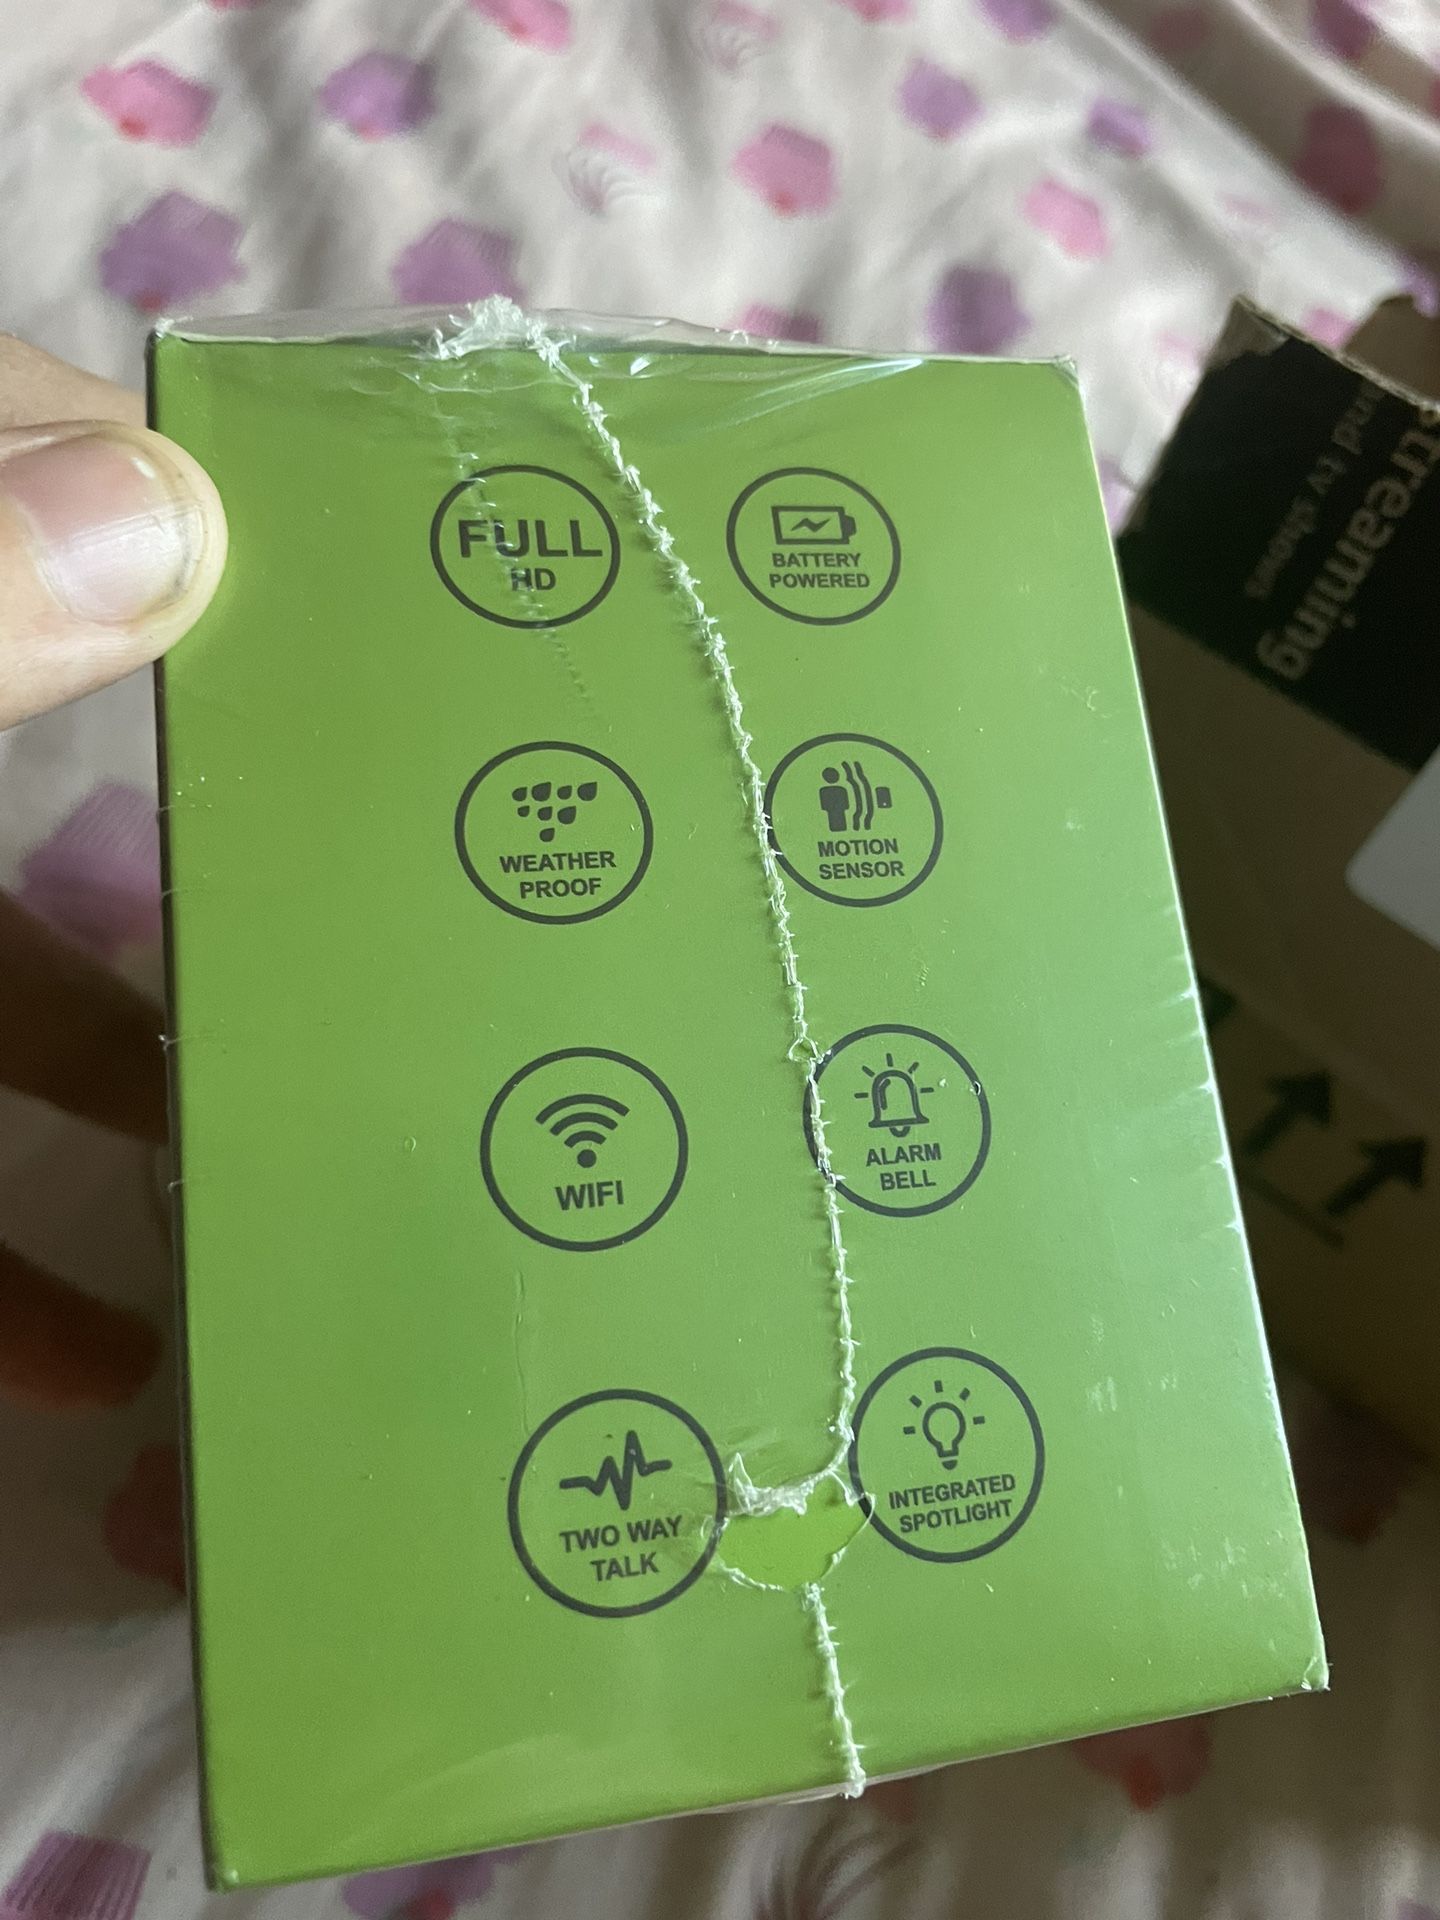 FULL
HD
BATTERY
POWERED
WEATHER
PROOF
MOTION
SENSOR
WIFI
ALARM
BELL
TWO WAY
TALK
INTEGRATED
SPOTLIGHT
streaming
and tv shows